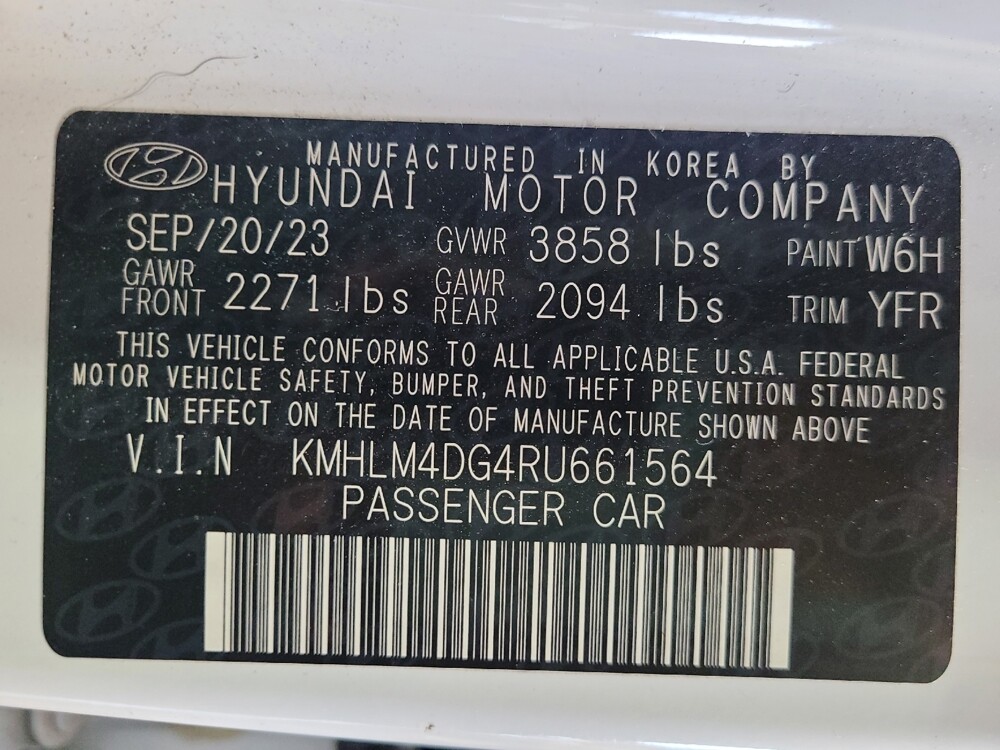 MANUFACTURED IN KOREA BY
HYUNDAI MOTOR COMPANY
SEP/20/23 GVWR 3858 lbs PAINT W6H
GAWR FRONT 2271 lbs GAWR REAR 2094 lbs TRIM YFR
THIS VEHICLE CONFORMS TO ALL APPLICABLE U.S.A. FEDERAL
MOTOR VEHICLE SAFETY, BUMPER, AND THEFT PREVENTION STANDARDS
IN EFFECT ON THE DATE OF MANUFACTURE SHOWN ABOVE
V.I.N KMHLM4DG4RU661564
PASSENGER CAR